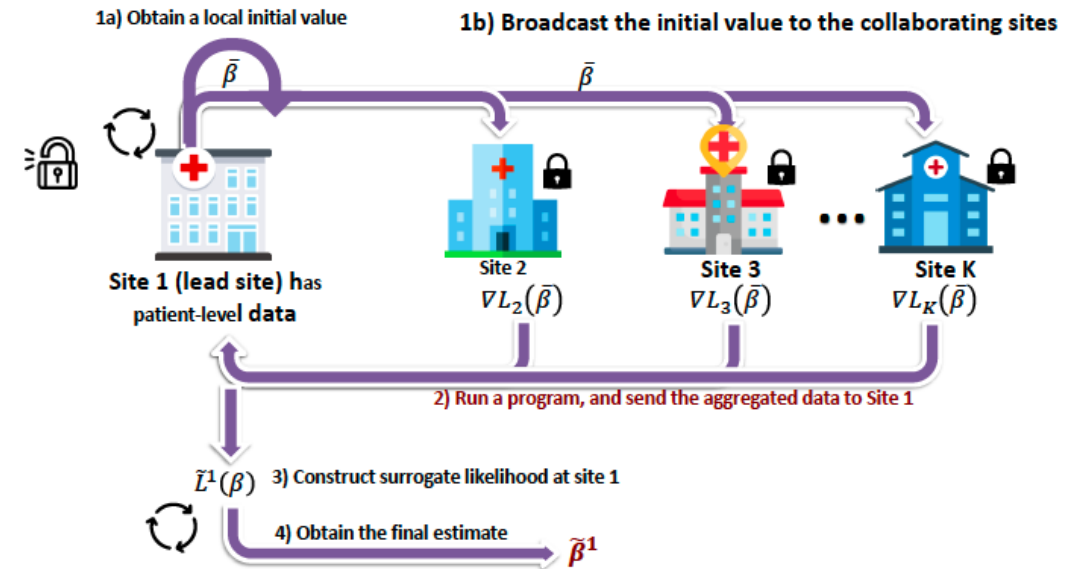 1a) Obtain a local initial value
1b) Broadcast the initial value to the collaborating sites
β̄
β̄
Site 1 (lead site) has
patient-level data
Site 2
∇L₂(β̄)
Site 3
∇L₃(β̄)
Site K
∇L_K(β̄)
2) Run a program, and send the aggregated data to Site 1
L̃¹(β)
3) Construct surrogate likelihood at site 1
4) Obtain the final estimate
β̃¹